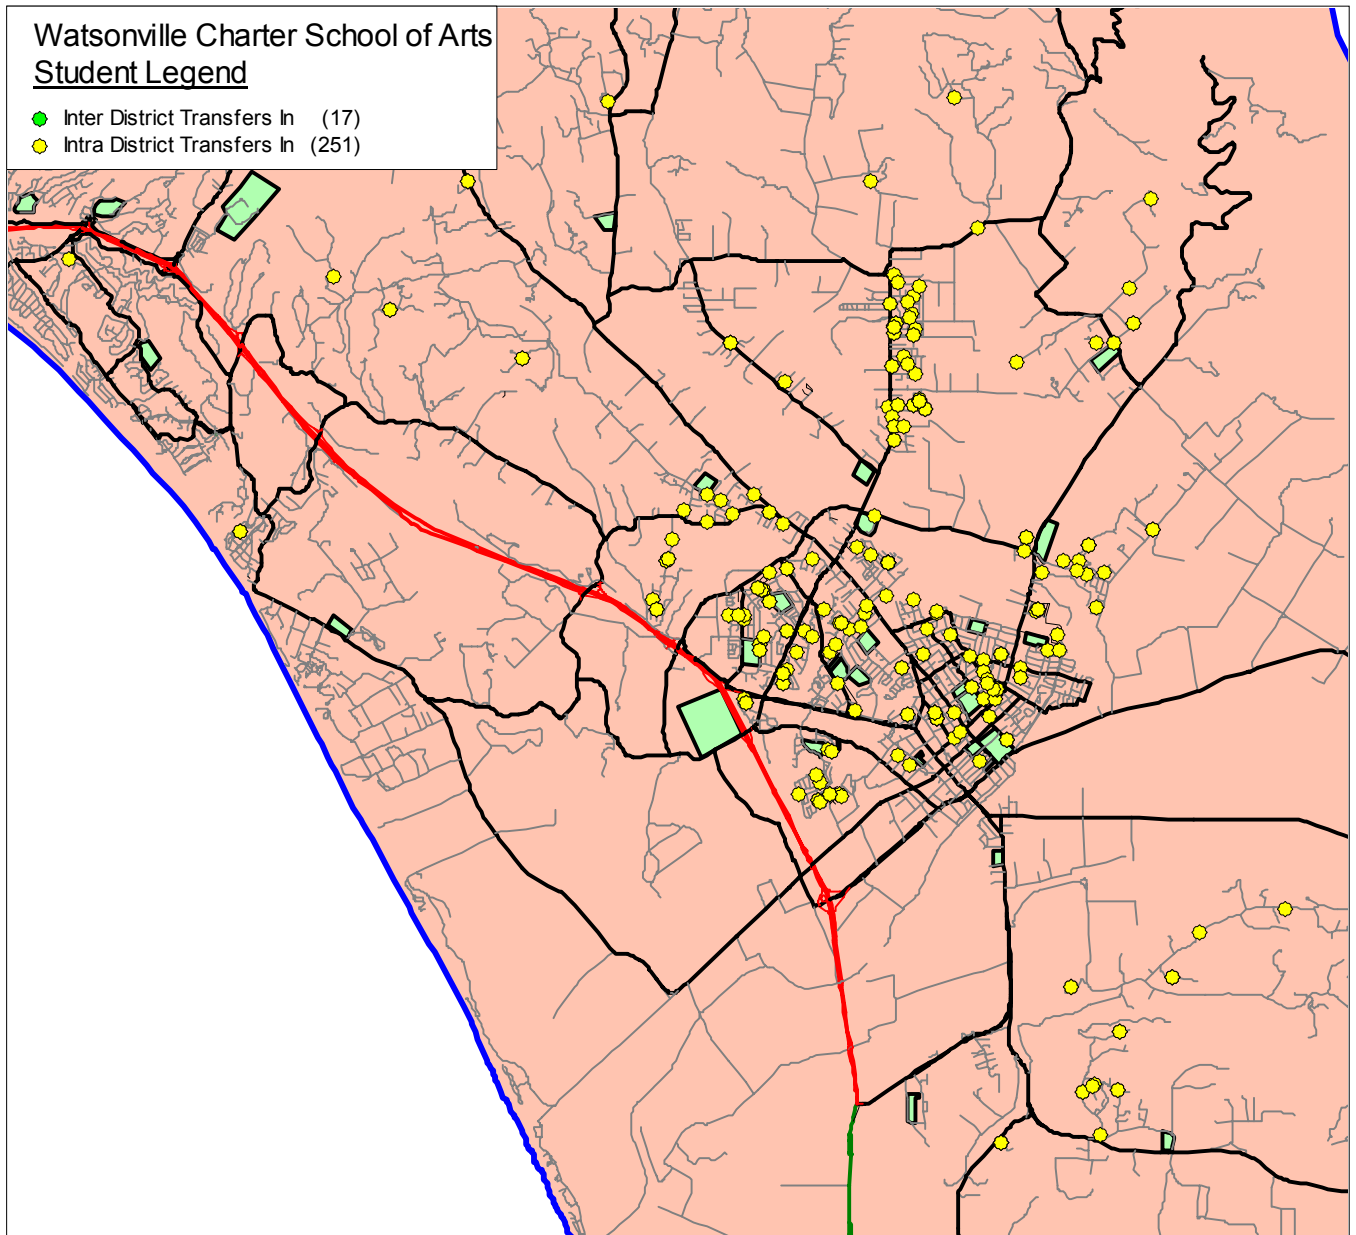 Watsonville Charter School of Arts
Student Legend
Inter District Transfers In (17)
Intra District Transfers In (251)